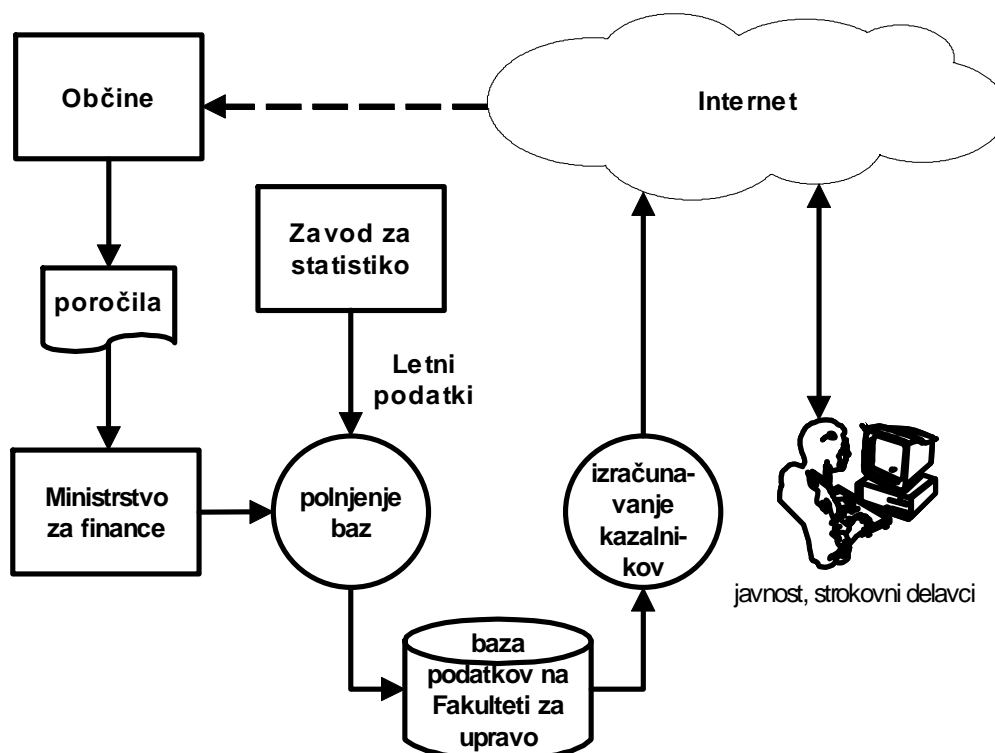 Občine
Internet
Zavod za
statistiko
poročila
Letni
podatki
Ministrstvo
za finance
polnjenje
baz
izračuna-
vanje
kazalni-
kov
javnost, strokovni delavci
baza
podatkov na
Fakulteti za
upravo